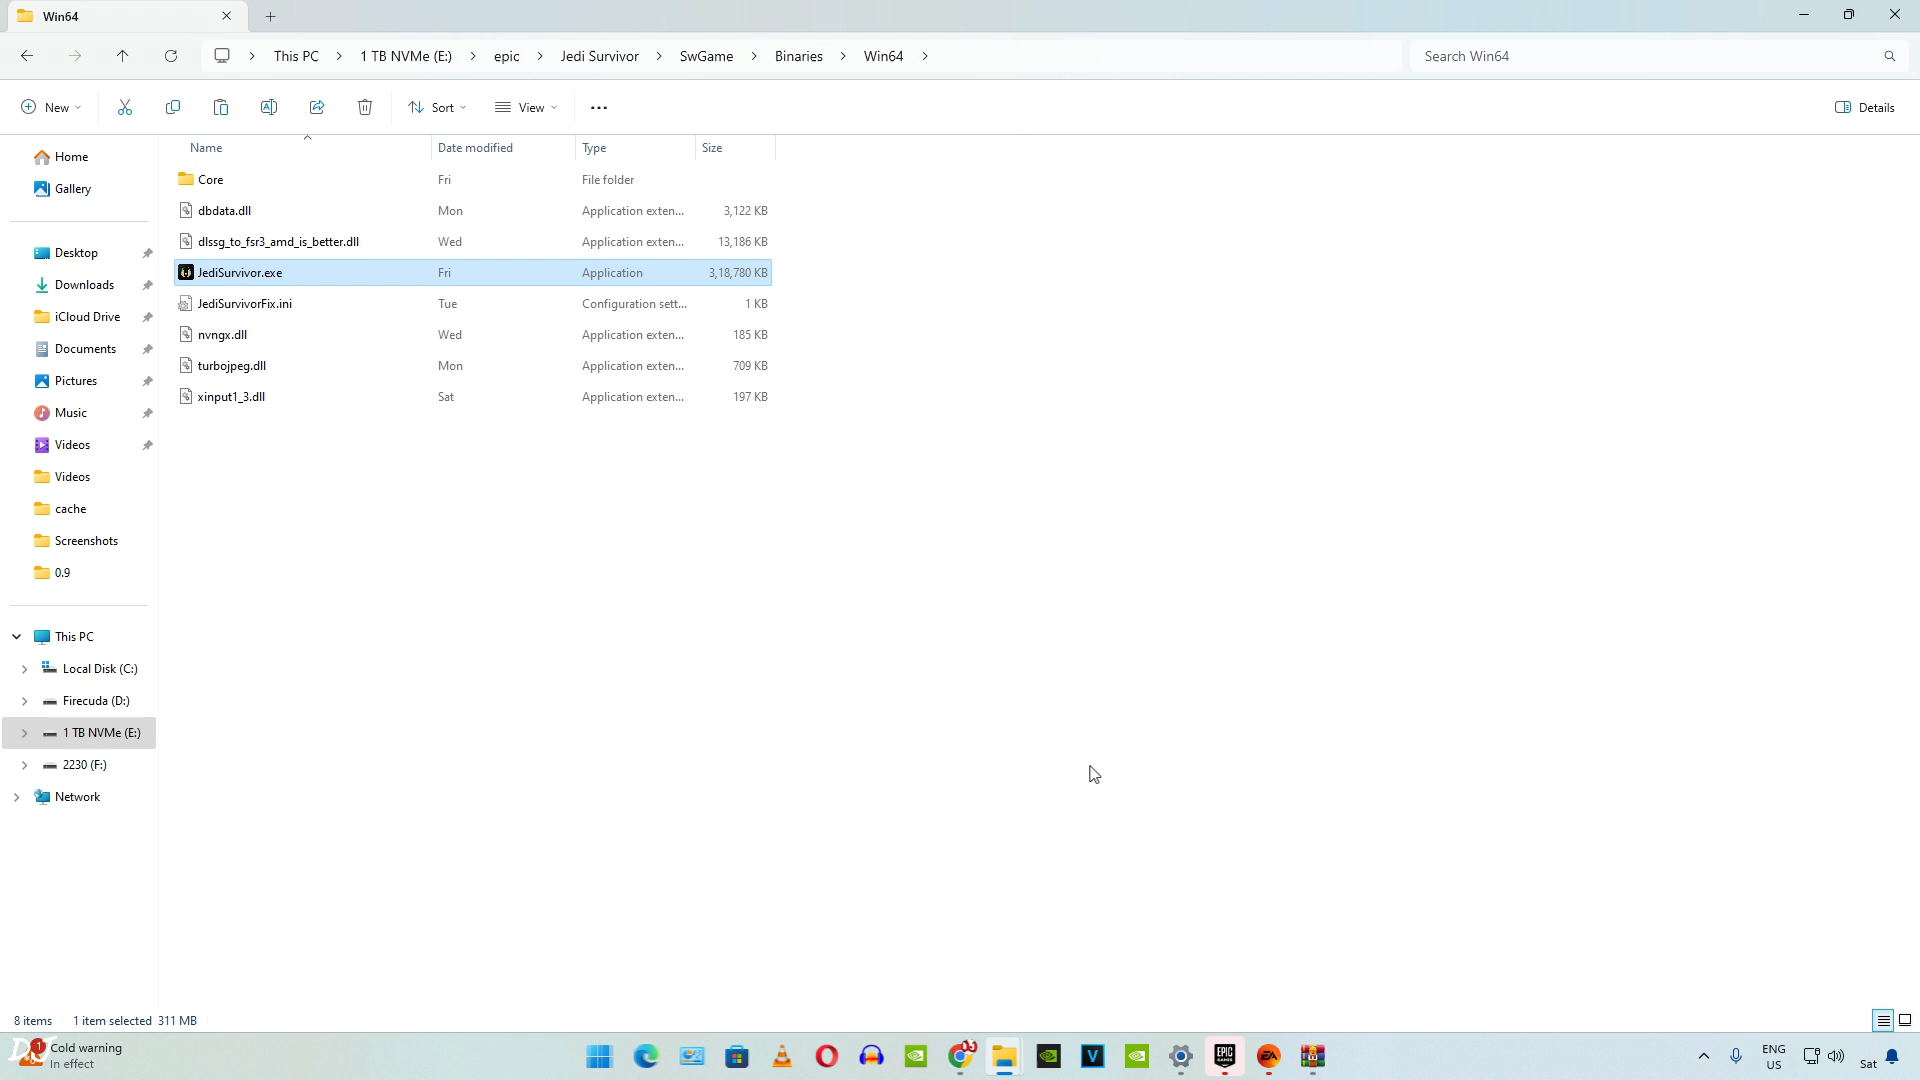 Win64
This PC > 1 TB NVMe (E:) > epic > Jedi Survivor > SwGame > Binaries > Win64 >
Search Win64
New
Sort
View
Details
Name Date modified Type Size
Core Fri File folder
dbdata.dll Mon Application exten... 3,122 KB
dlssg_to_fsr3_amd_is_better.dll Wed Application exten... 13,186 KB
JediSurvivor.exe Fri Application 3,18,780 KB
JediSurvivorFix.ini Tue Configuration sett... 1 KB
nvngx.dll Wed Application exten... 185 KB
turbojpeg.dll Mon Application exten... 709 KB
xinput1_3.dll Sat Application exten... 197 KB
Home
Gallery
Desktop
Downloads
iCloud Drive
Documents
Pictures
Music
Videos
Videos
cache
Screenshots
0.9
This PC
Local Disk (C:)
Firecuda (D:)
1 TB NVMe (E:)
2230 (F:)
Network
8 items 1 item selected 311 MB
1
Cold warning
In effect
DJ
V
EPIC
GAMES
EA
ENG
US
Sat